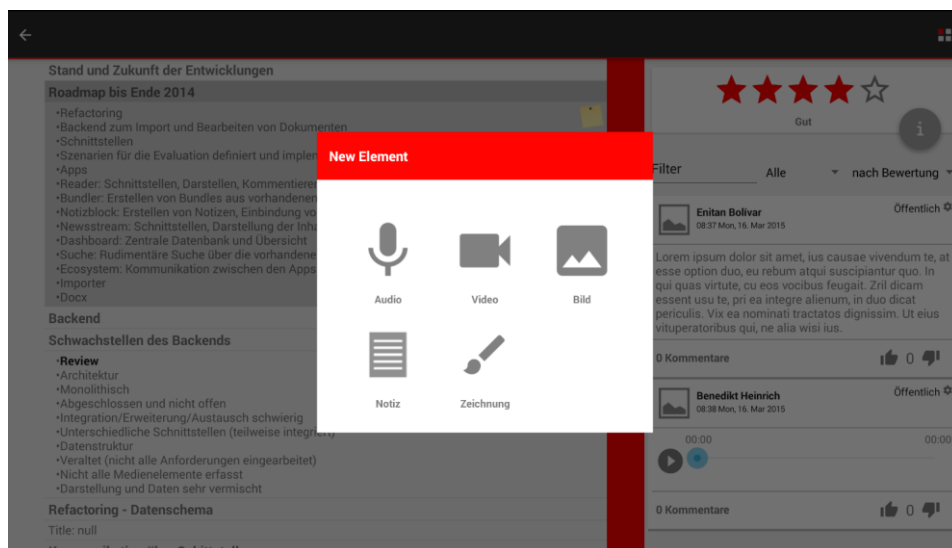 Stand und Zukunft der Entwicklungen
Roadmap bis Ende 2014
•Refactoring
•Backend zum Import und Bearbeiten von Dokumenten
•Schnittstellen
•Szenarien für die Evaluation definiert und implem
•Apps
•Reader: Schnittstellen, Darstellen, Kommentieren
•Bundler: Erstellen von Bundles aus vorhandenen
•Notizblock: Erstellen von Notizen, Einbindung vo
•Newsstream: Schnittstellen, Darstellung der Inha
•Dashboard: Zentrale Datenbank und Übersicht
•Suche: Rudimentäre Suche über die vorhandene
•Ecosystem: Kommunikation zwischen den Apps
•Importer
•Docx
Backend
Schwachstellen des Backends
•Review
•Architektur
•Monolithisch
•Abgeschlossen und nicht offen
•Integration/Erweiterung/Austausch schwierig
•Unterschiedliche Schnittstellen (teilweise integriert)
•Datenstruktur
•Veraltet (nicht alle Anforderungen eingearbeitet)
•Nicht alle Medienelemente erfasst
•Darstellung und Daten sehr vermischt
Refactoring - Datenschema
Title: null
New Element
Audio
Video
Bild
Notiz
Zeichnung
Gut
i
Filter
Alle
nach Bewertung
Enitan Bolivar
Öffentlich
08:37 Mon, 16. Mar 2015
Lorem ipsum dolor sit amet, ius causae vivendum te, at
esse option duo, eu rebum atqui suscipiantur quo. In
qui quas virtute, cu eos vocibus feugait. Zril dicam
essent usu te, pri ea integre alienum, in duo dicat
periculis. Vix ea nominati tractatos dignissim. Ut eius
vituperatoribus qui, ne alia wisi ius.
0 Kommentare
0
Benedikt Heinrich
Öffentlich
08:38 Mon, 16. Mar 2015
00:00
00:00
0 Kommentare
0